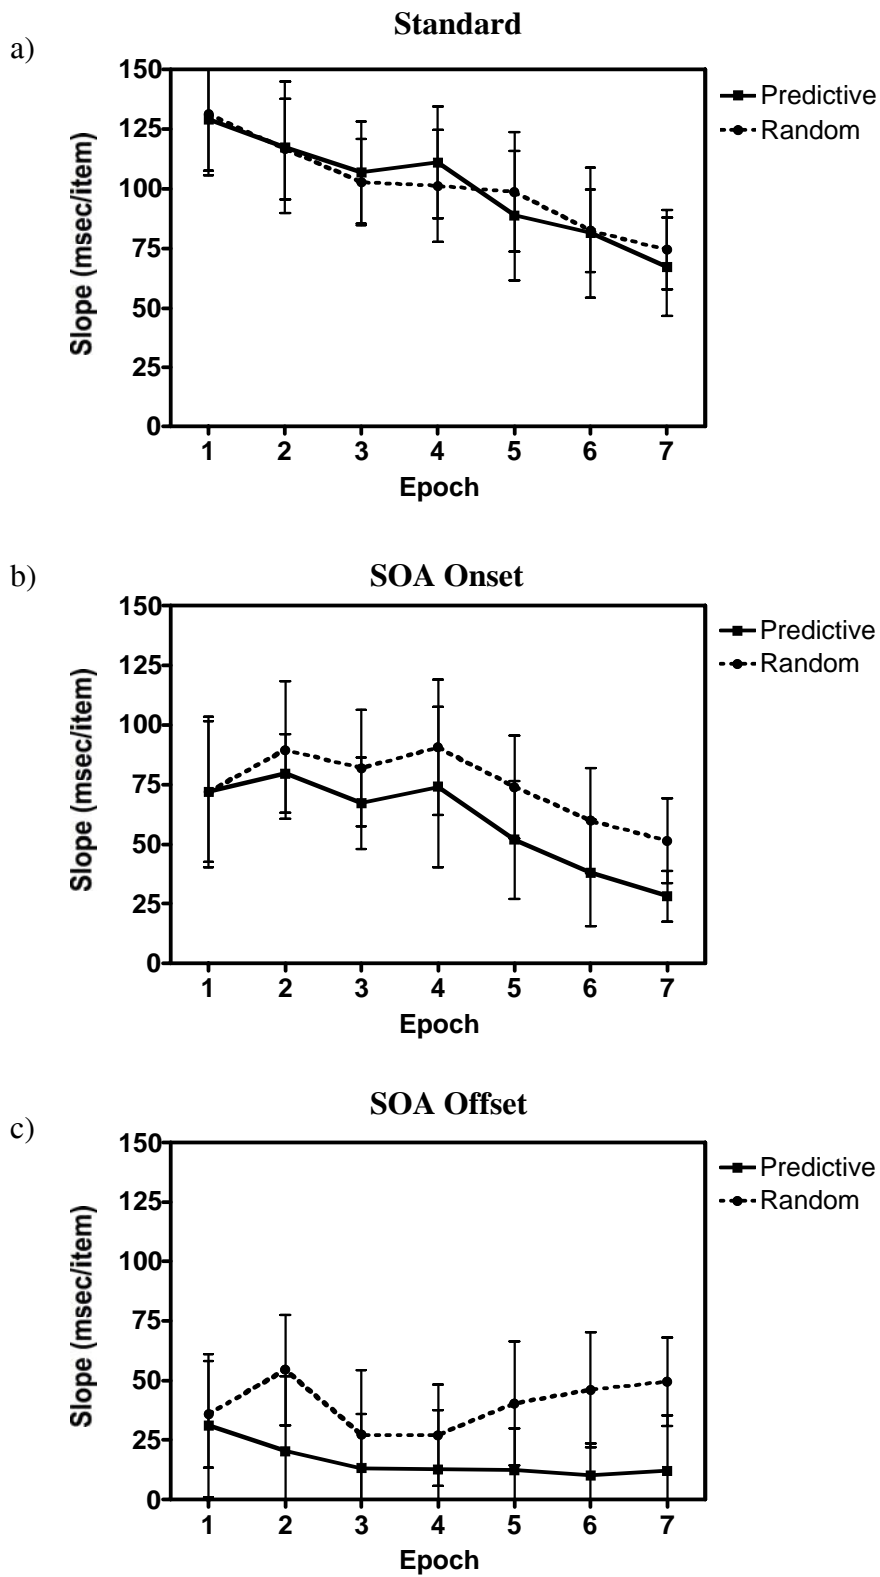 a)
Standard
150
125
100
75
50
25
0
Slope (msec/item)
1 2 3 4 5 6 7
Epoch
Predictive
Random
b)
SOA Onset
150
125
100
75
50
25
0
Slope (msec/item)
1 2 3 4 5 6 7
Epoch
Predictive
Random
c)
SOA Offset
150
125
100
75
50
25
0
Slope (msec/item)
1 2 3 4 5 6 7
Epoch
Predictive
Random